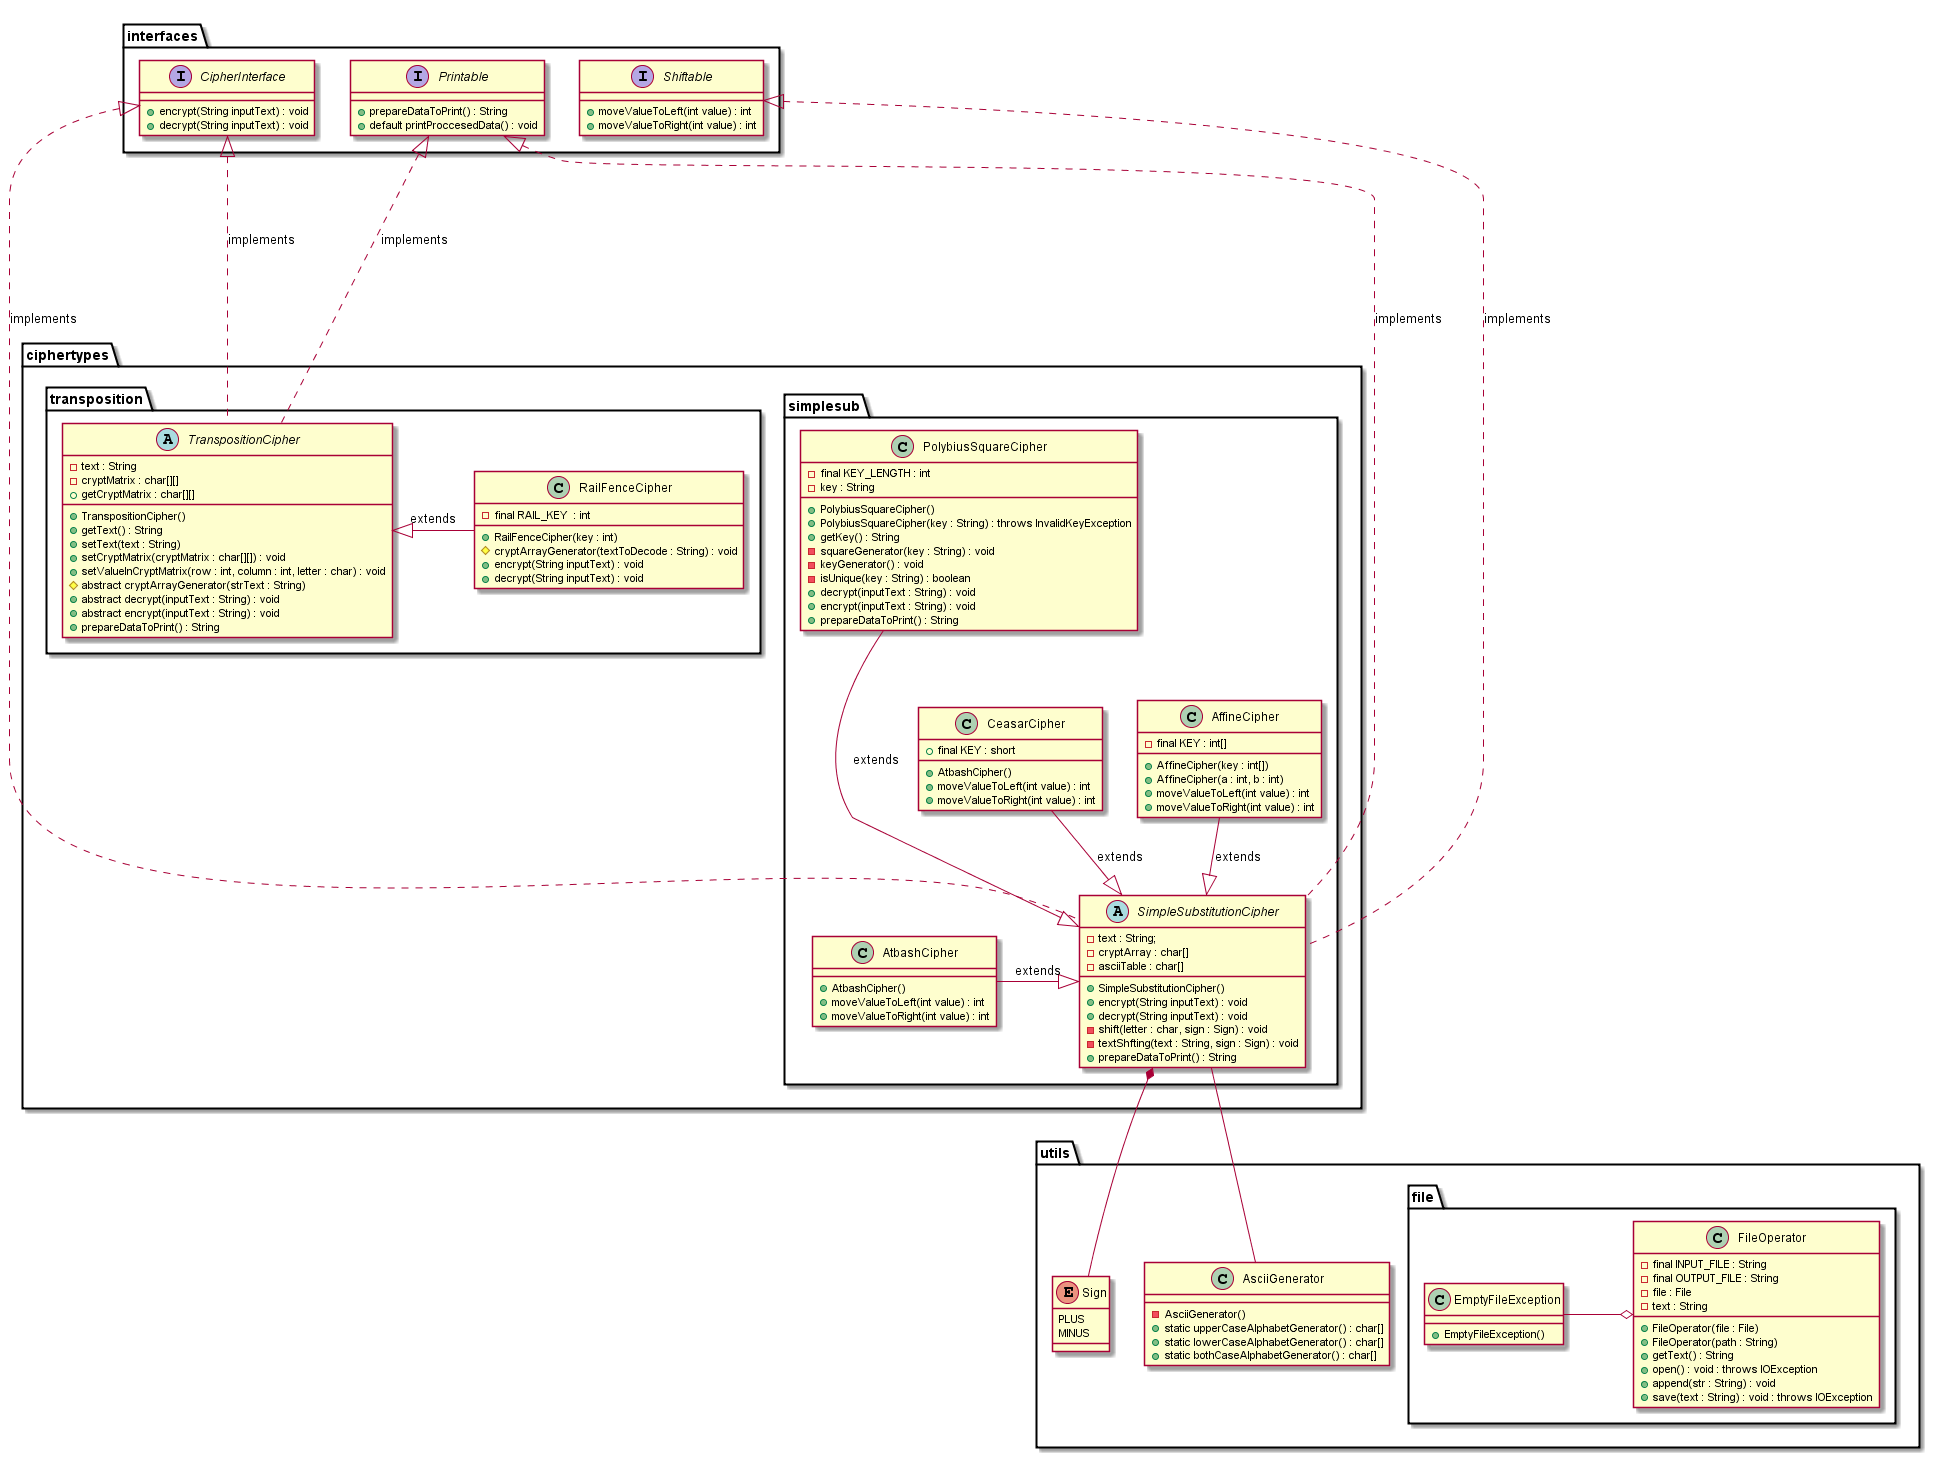 interfaces
CipherInterface
encrypt(String inputText) : void
decrypt(String inputText) : void
Printable
prepareDataToPrint() : String
default printProccesedData() : void
Shiftable
moveValueToLeft(int value) : int
moveValueToRight(int value) : int
implements
implements
implements
implements
implements
ciphertypes
transposition
TranspositionCipher
text : String
cryptMatrix : char[][]
getCryptMatrix : char[][]
TranspositionCipher()
getText() : String
setText(text : String)
setCryptMatrix(cryptMatrix : char[][]) : void
setValueInCryptMatrix(row : int, column : int, letter : char) : void
abstract cryptArrayGenerator(strText : String)
abstract decrypt(inputText : String) : void
abstract encrypt(inputText : String) : void
prepareDataToPrint() : String
extends
RailFenceCipher
final RAIL_KEY : int
RailFenceCipher(key : int)
cryptArrayGenerator(textToDecode : String) : void
encrypt(String inputText) : void
decrypt(String inputText) : void
simplesub
PolybiusSquareCipher
final KEY_LENGTH : int
key : String
PolybiusSquareCipher()
PolybiusSquareCipher(key : String) : throws InvalidKeyException
getKey() : String
squareGenerator(key : String) : void
keyGenerator() : void
isUnique(key : String) : boolean
decrypt(inputText : String) : void
encrypt(inputText : String) : void
prepareDataToPrint() : String
extends
CeasarCipher
final KEY : short
AtbashCipher()
moveValueToLeft(int value) : int
moveValueToRight(int value) : int
AffineCipher
final KEY : int[]
AffineCipher(key : int[])
AffineCipher(a : int, b : int)
moveValueToLeft(int value) : int
moveValueToRight(int value) : int
extends
extends
AtbashCipher
AtbashCipher()
moveValueToLeft(int value) : int
moveValueToRight(int value) : int
extends
SimpleSubstitutionCipher
text : String;
cryptArray : char[]
asciiTable : char[]
SimpleSubstitutionCipher()
encrypt(String inputText) : void
decrypt(String inputText) : void
shift(letter : char, sign : Sign) : void
textShfting(text : String, sign : Sign) : void
prepareDataToPrint() : String
utils
Sign
PLUS
MINUS
AsciiGenerator
AsciiGenerator()
static upperCaseAlphabetGenerator() : char[]
static lowerCaseAlphabetGenerator() : char[]
static bothCaseAlphabetGenerator() : char[]
file
EmptyFileException
EmptyFileException()
FileOperator
final INPUT_FILE : String
final OUTPUT_FILE : String
file : File
text : String
FileOperator(file : File)
FileOperator(path : String)
getText() : String
open() : void : throws IOException
append(str : String) : void
save(text : String) : void : throws IOException